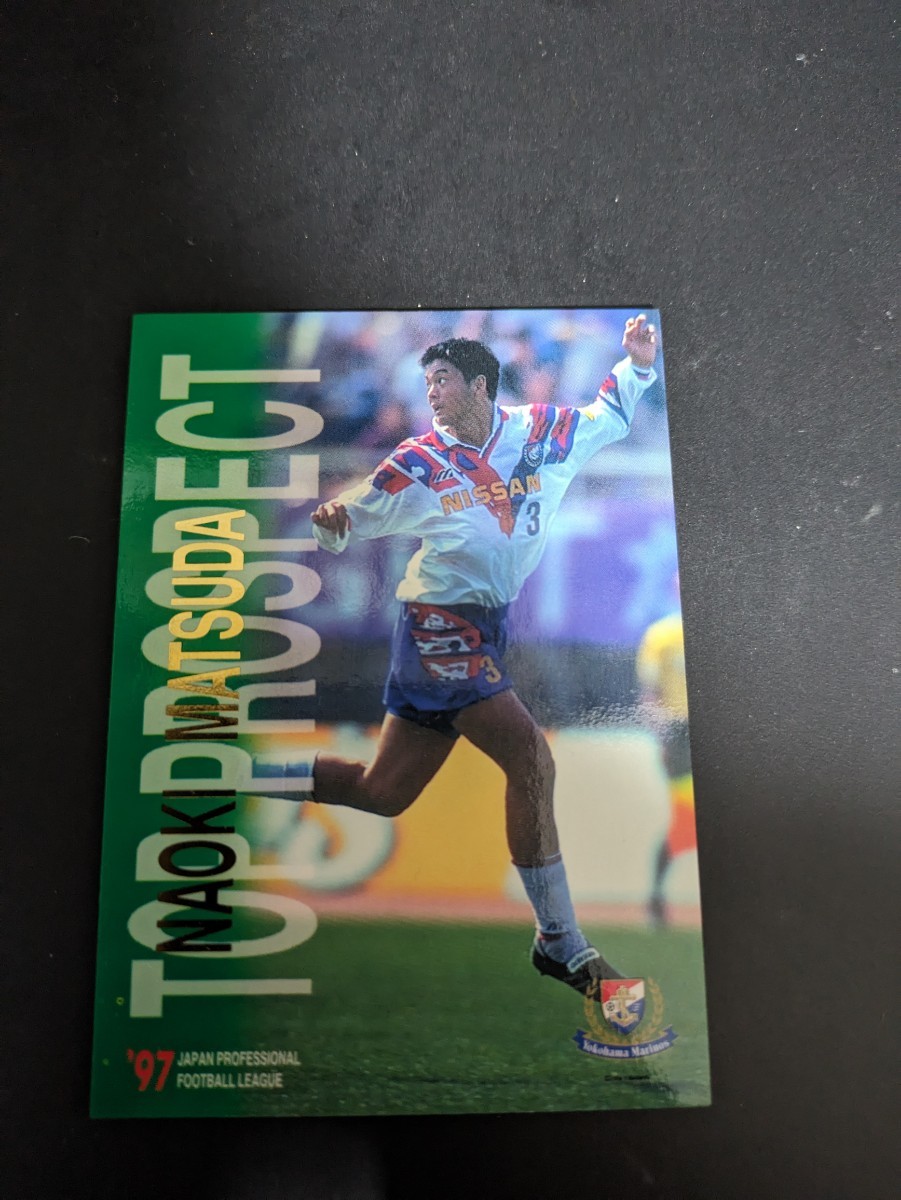 TOP PROSPECT
NAOKI MATSUDA
NISSAN
3
3
'97 JAPAN PROFESSIONAL
FOOTBALL LEAGUE
Yokohama Marinos